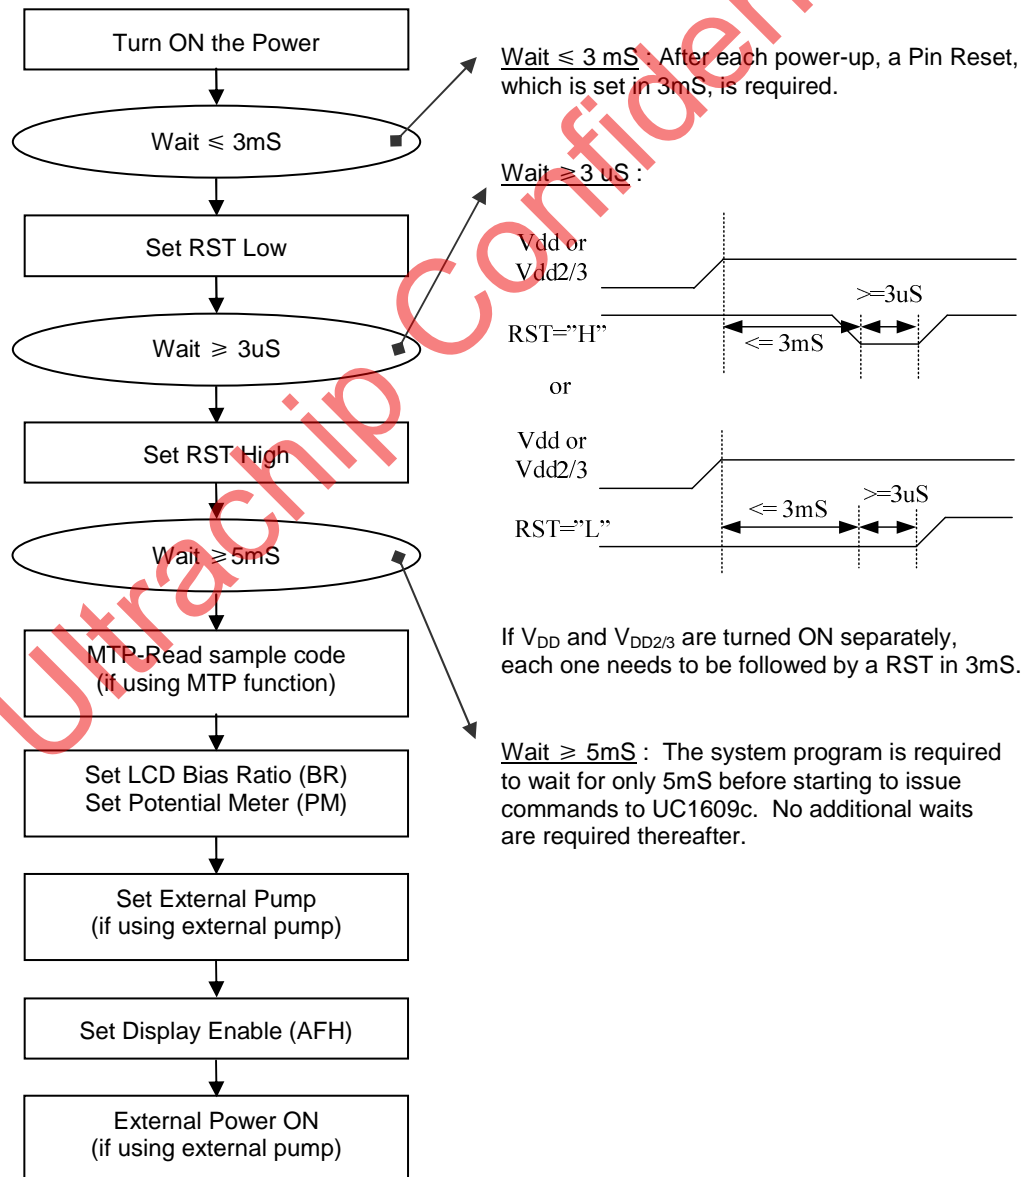 Turn ON the Power
Wait ≤ 3mS
Set RST Low
Wait ≥ 3uS
Set RST High
Wait ≥ 5mS
MTP-Read sample code
(if using MTP function)
Set LCD Bias Ratio (BR)
Set Potential Meter (PM)
Set External Pump
(if using external pump)
Set Display Enable (AFH)
External Power ON
(if using external pump)
Wait ≤ 3 mS : After each power-up, a Pin Reset,
which is set in 3mS, is required.
Wait ≥3 uS :
Vdd or
Vdd2/3
>=3uS
RST=”H”
<= 3mS
or
Vdd or
Vdd2/3
>=3uS
<= 3mS
RST=”L”
If VDD and VDD2/3 are turned ON separately,
each one needs to be followed by a RST in 3mS.
Wait ≥ 5mS : The system program is required
to wait for only 5mS before starting to issue
commands to UC1609c. No additional waits
are required thereafter.
Ultrachip Confiden